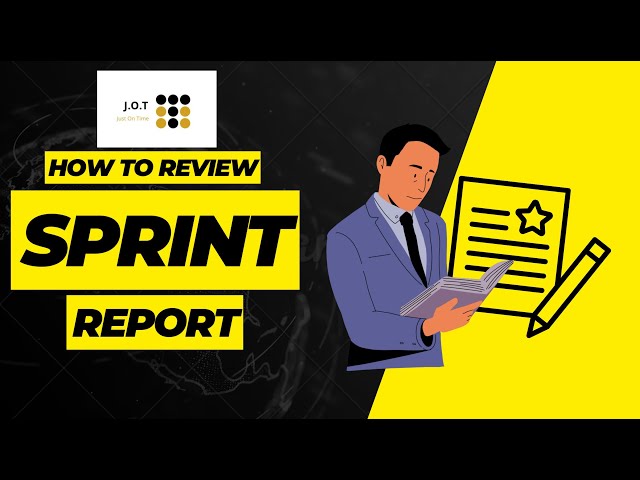 J.O.T
Just On Time
HOW TO REVIEW
SPRINT
REPORT